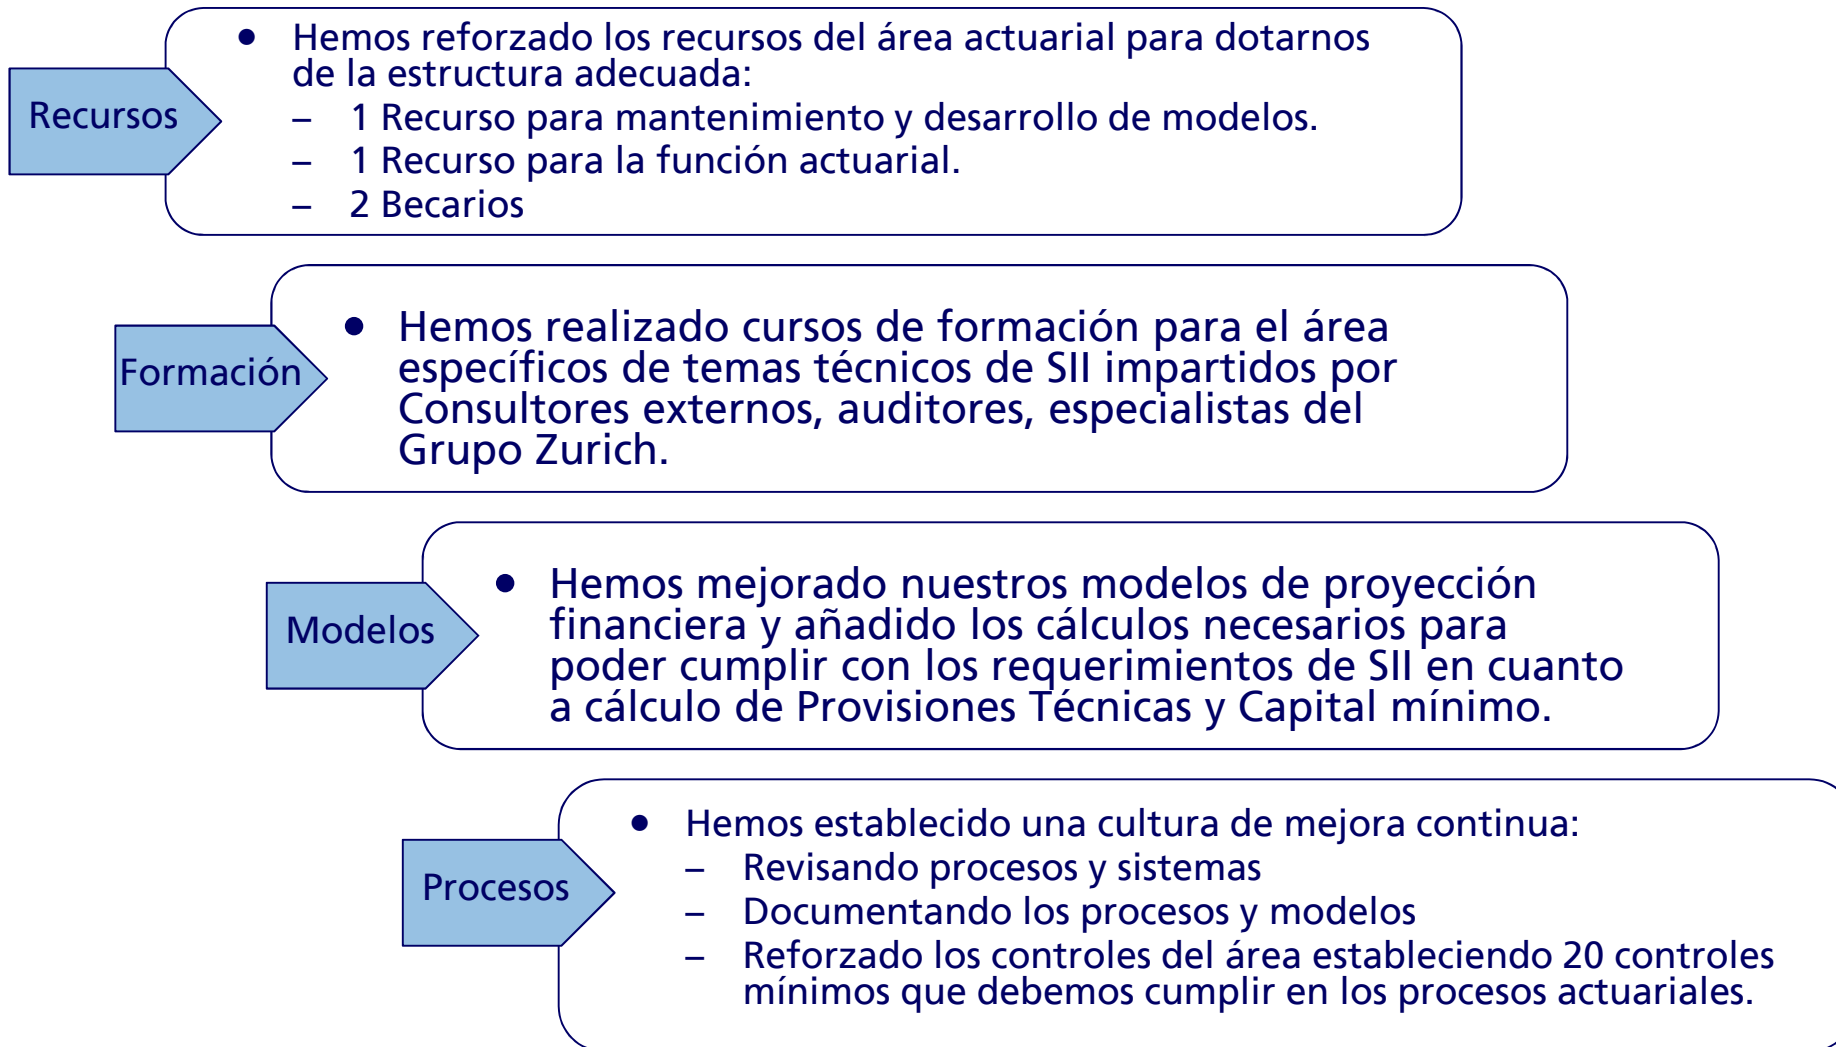 Recursos
• Hemos reforzado los recursos del área actuarial para dotarnos
de la estructura adecuada:
– 1 Recurso para mantenimiento y desarrollo de modelos.
– 1 Recurso para la función actuarial.
– 2 Becarios
Formación
• Hemos realizado cursos de formación para el área
específicos de temas técnicos de SII impartidos por
Consultores externos, auditores, especialistas del
Grupo Zurich.
Modelos
• Hemos mejorado nuestros modelos de proyección
financiera y añadido los cálculos necesarios para
poder cumplir con los requerimientos de SII en cuanto
a cálculo de Provisiones Técnicas y Capital mínimo.
Procesos
• Hemos establecido una cultura de mejora continua:
– Revisando procesos y sistemas
– Documentando los procesos y modelos
– Reforzado los controles del área estableciendo 20 controles
mínimos que debemos cumplir en los procesos actuariales.